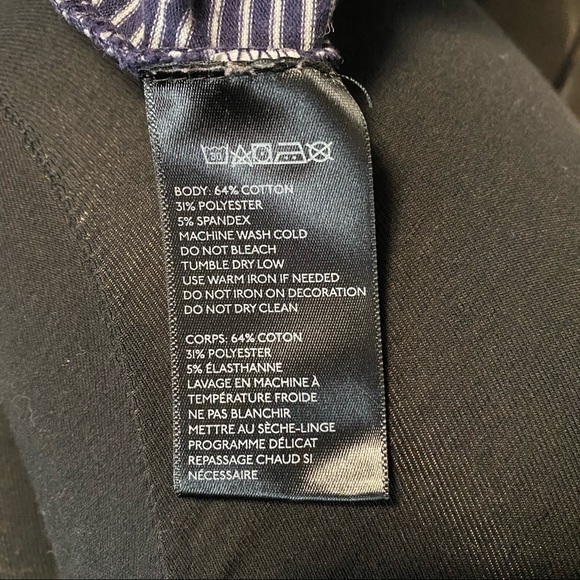 30
BODY: 64% COTTON
31% POLYESTER
5% SPANDEX
MACHINE WASH COLD
DO NOT BLEACH
TUMBLE DRY LOW
USE WARM IRON IF NEEDED
DO NOT IRON ON DECORATION
DO NOT DRY CLEAN
CORPS: 64% COTON
31% POLYESTER
5% ÉLASTHANNE
LAVAGE EN MACHINE À
TEMPÉRATURE FROIDE
NE PAS BLANCHIR
METTRE AU SÈCHE-LINGE
PROGRAMME DÉLICAT
REPASSAGE CHAUD SI
NÉCESSAIRE